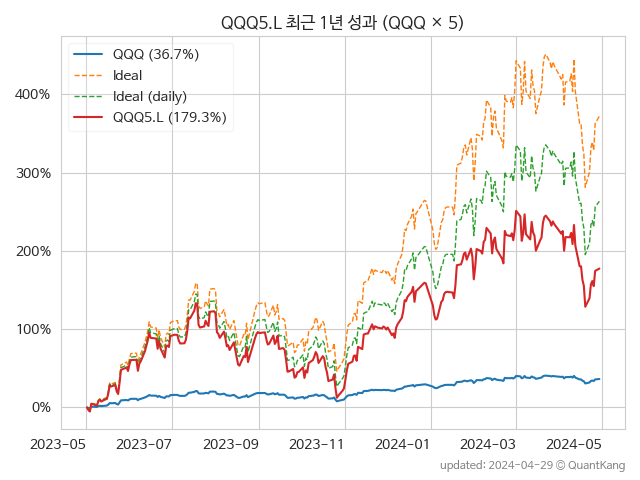 QQQ5.L 최근 1년 성과 (QQQ × 5)
QQQ (36.7%)
Ideal
Ideal (daily)
QQQ5.L (179.3%)
400%
300%
200%
100%
0%
2023-05 2023-07 2023-09 2023-11 2024-01 2024-03 2024-05
updated: 2024-04-29 © QuantKang